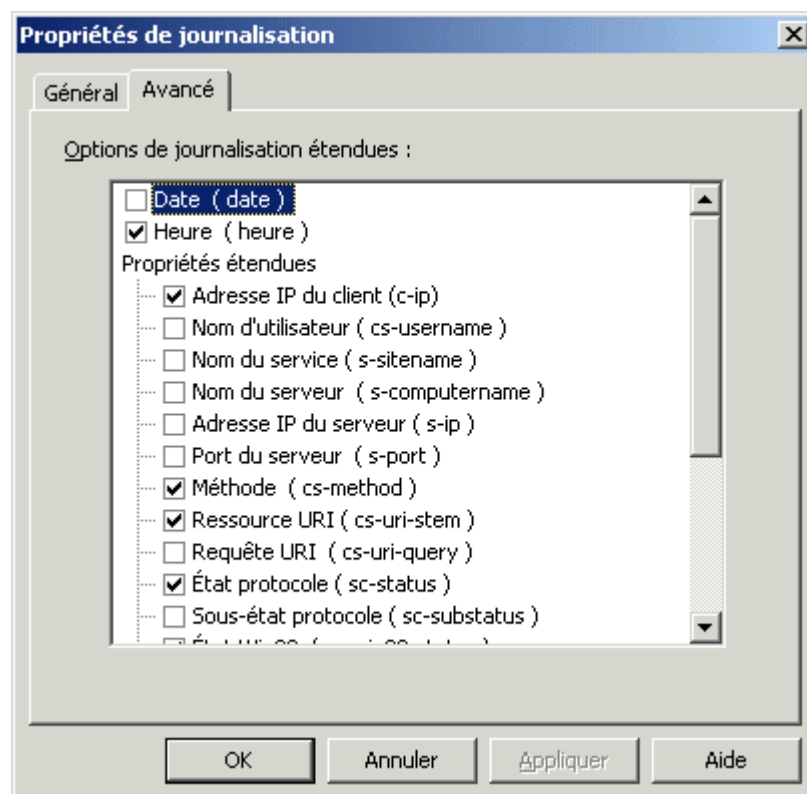 Propriétés de journalisation
Général Avancé
Options de journalisation étendues :
Date ( date )
Heure ( heure )
Propriétés étendues
Adresse IP du client (c-ip)
Nom d'utilisateur ( cs-username )
Nom du service ( s-sitename )
Nom du serveur ( s-computername )
Adresse IP du serveur ( s-ip )
Port du serveur ( s-port )
Méthode ( cs-method )
Ressource URI ( cs-uri-stem )
Requête URI ( cs-uri-query )
État protocole ( sc-status )
Sous-état protocole ( sc-substatus )
OK Annuler Appliquer Aide